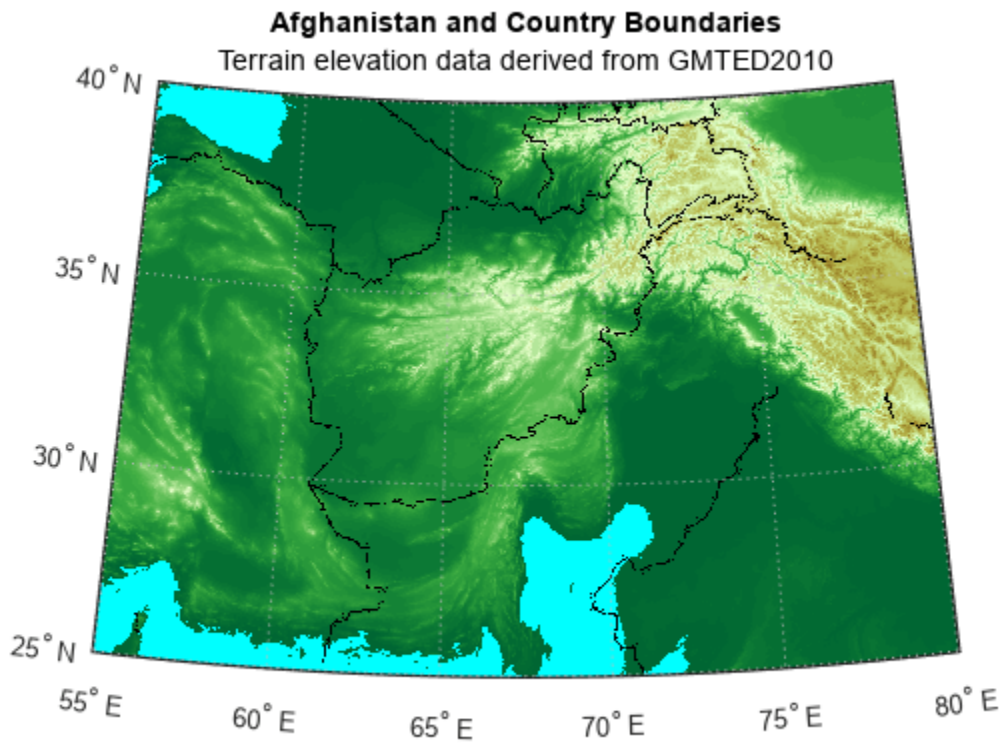 Afghanistan and Country Boundaries
Terrain elevation data derived from GMTED2010
40° N
35° N
30° N
25° N
55° E
60° E
65° E
70° E
75° E
80° E